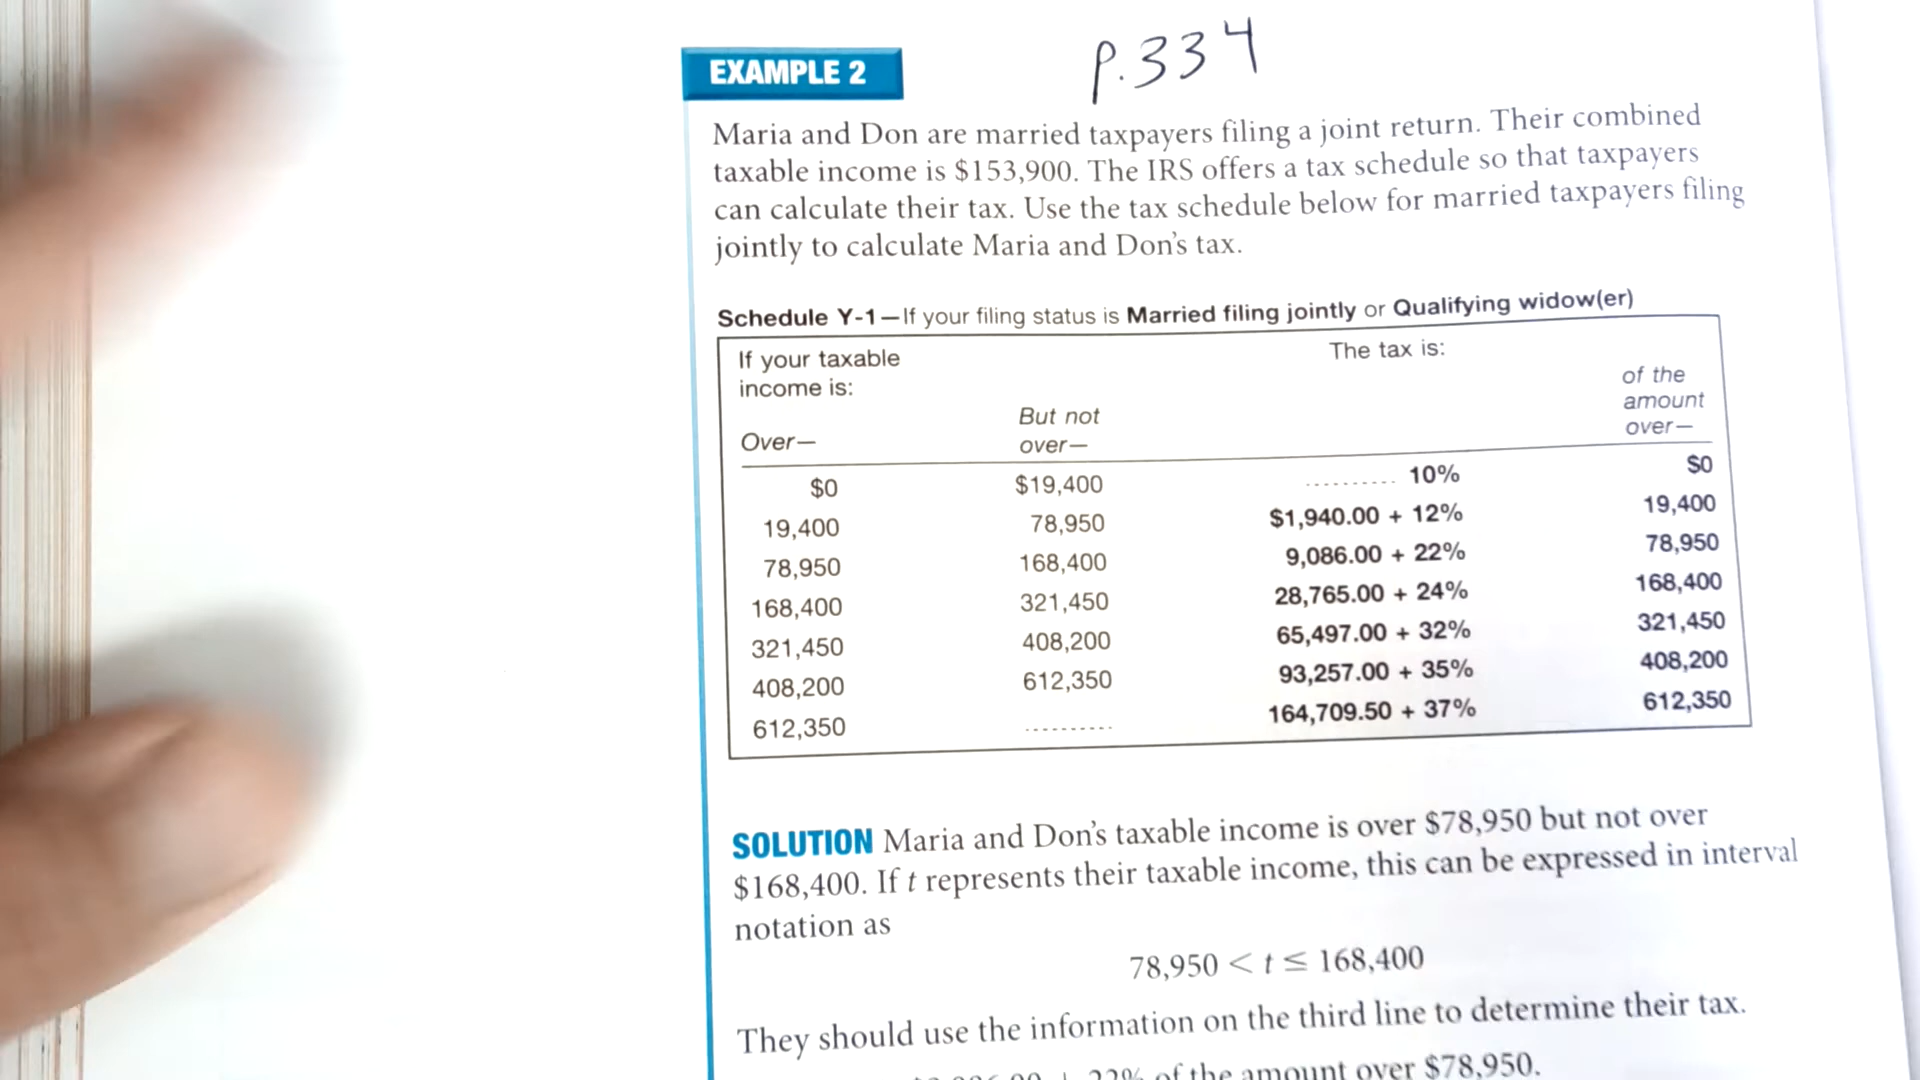 p.334
EXAMPLE 2
Maria and Don are married taxpayers filing a joint return. Their combined
taxable income is $153,900. The IRS offers a tax schedule so that taxpayers
can calculate their tax. Use the tax schedule below for married taxpayers filing
jointly to calculate Maria and Don's tax.
Schedule Y-1—If your filing status is Married filing jointly or Qualifying widow(er)
If your taxable
income is:
The tax is:
Over—
But not
over—
of the
amount
over—
$0 $19,400 .......... 10% $0
19,400 78,950 $1,940.00 + 12% 19,400
78,950 168,400 9,086.00 + 22% 78,950
168,400 321,450 28,765.00 + 24% 168,400
321,450 408,200 65,497.00 + 32% 321,450
408,200 612,350 93,257.00 + 35% 408,200
612,350 .......... 164,709.50 + 37% 612,350
SOLUTION Maria and Don's taxable income is over $78,950 but not over
$168,400. If t represents their taxable income, this can be expressed in interval
notation as
78,950 < t ≤ 168,400
They should use the information on the third line to determine their tax.
22% of the amount over $78,950.